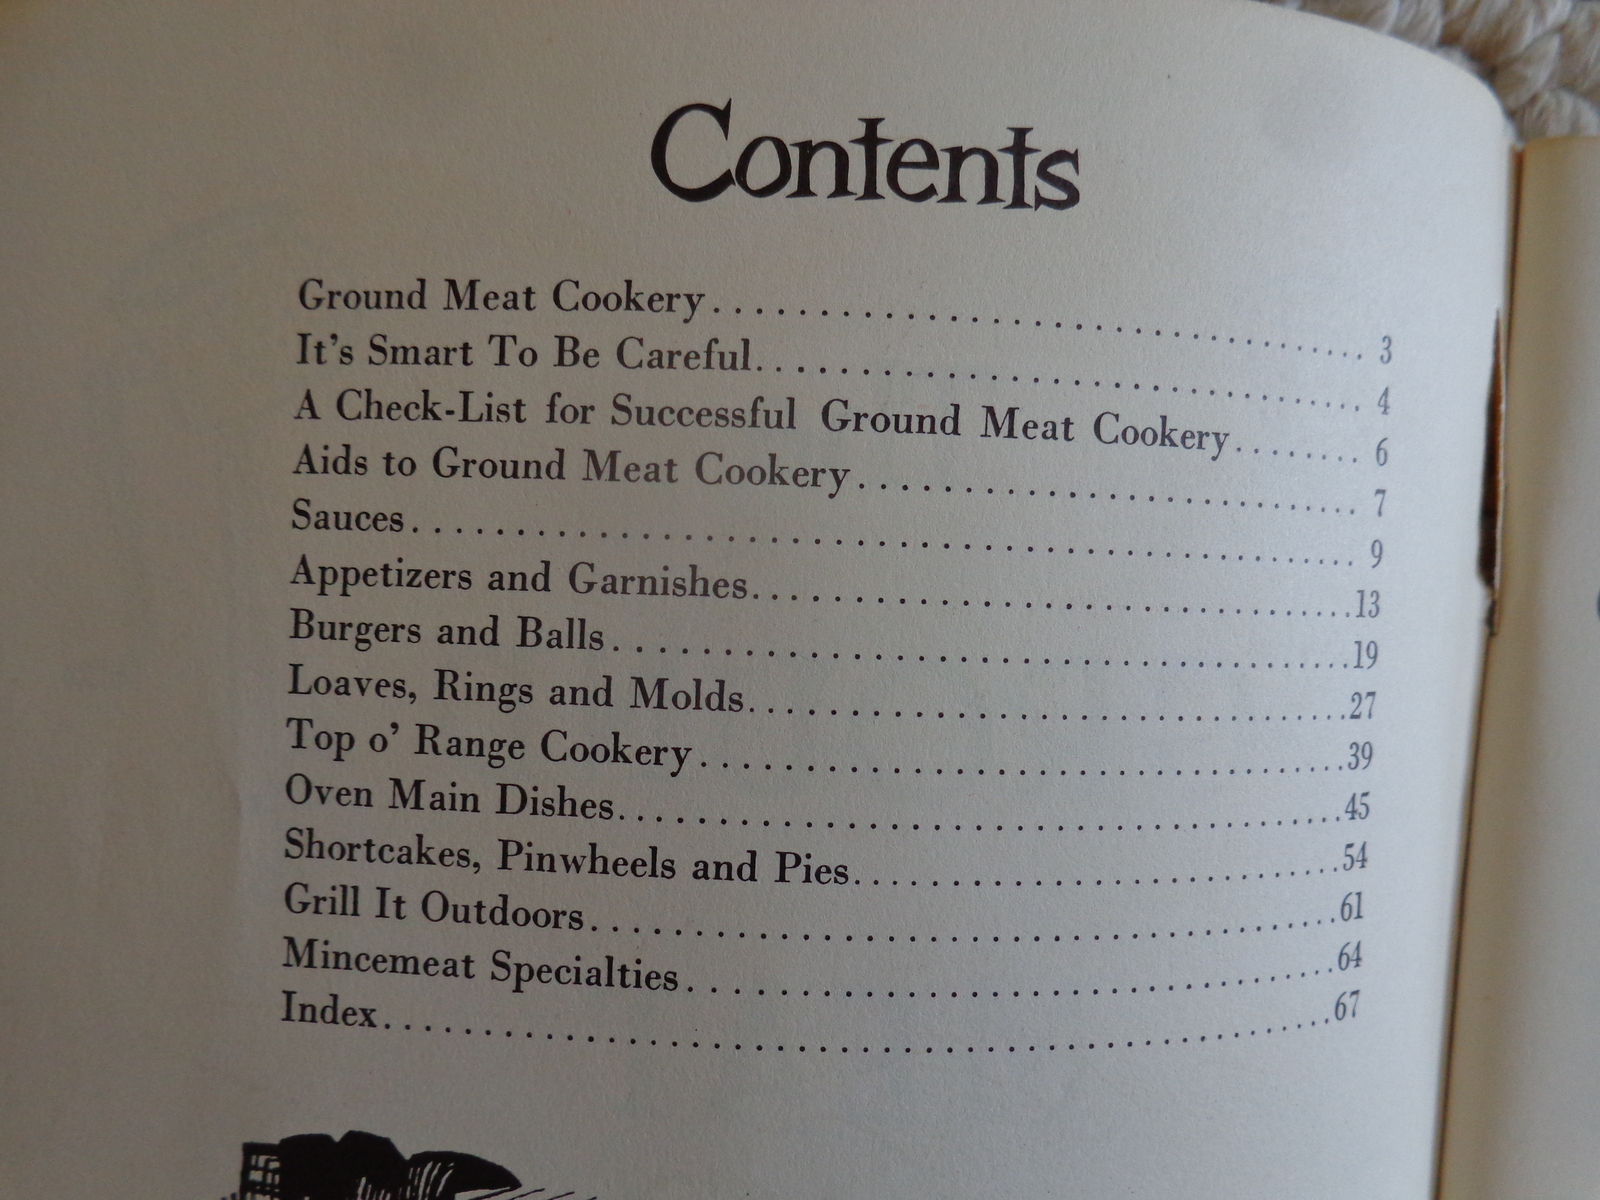 Contents
Ground Meat Cookery........................................ 3
It's Smart To Be Careful.................................... 4
A Check-List for Successful Ground Meat Cookery........ 6
Aids to Ground Meat Cookery............................. 7
Sauces...................................................... 9
Appetizers and Garnishes...................................13
Burgers and Balls...........................................19
Loaves, Rings and Molds....................................27
Top o' Range Cookery.......................................39
Oven Main Dishes...........................................45
Shortcakes, Pinwheels and Pies.............................54
Grill It Outdoors...........................................61
Mincemeat Specialties......................................64
Index.......................................................67